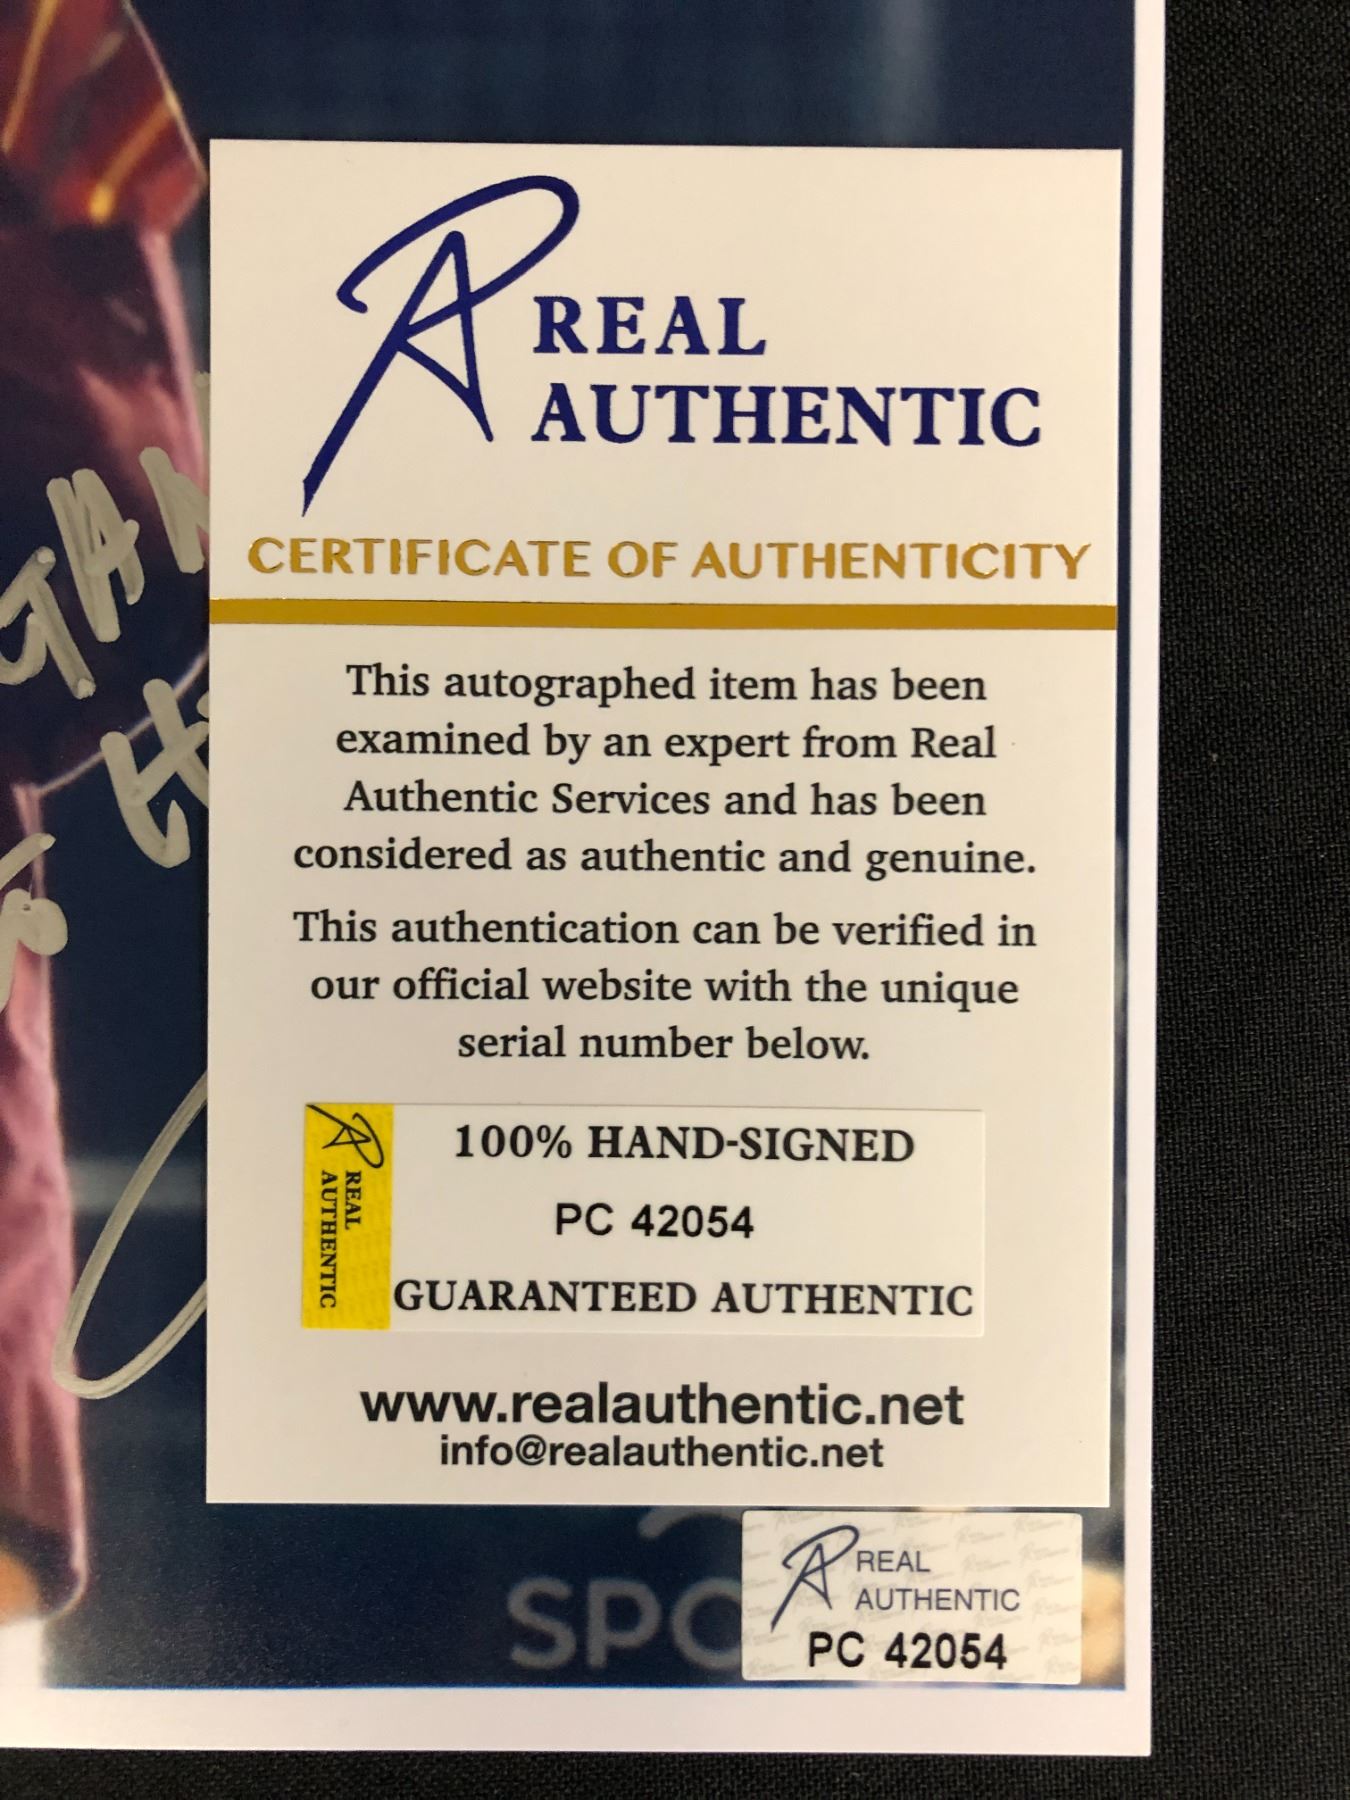 REAL
AUTHENTIC
CERTIFICATE OF AUTHENTICITY
This autographed item has been
examined by an expert from Real
Authentic Services and has been
considered as authentic and genuine.
This authentication can be verified in
our official website with the unique
serial number below.
REAL
AUTHENTIC
100% HAND-SIGNED
PC 42054
GUARANTEED AUTHENTIC
www.realauthentic.net
info@realauthentic.net
SPO
REAL
AUTHENTIC
PC 42054